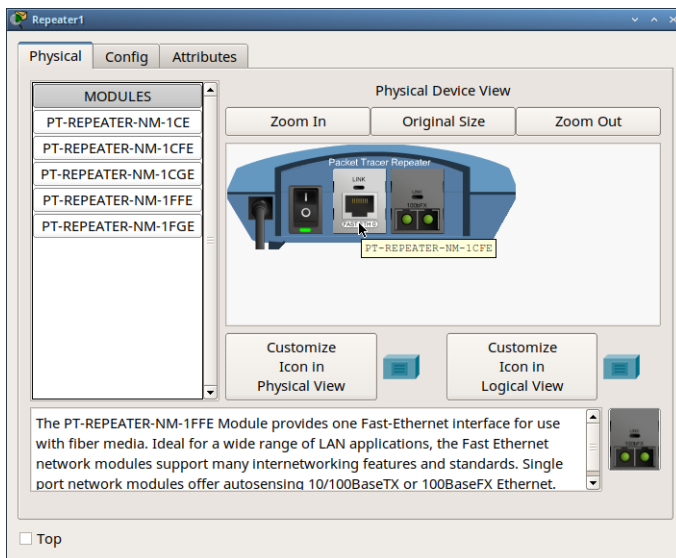 Repeater1
Physical Config Attributes
MODULES
PT-REPEATER-NM-1CE
PT-REPEATER-NM-1CFE
PT-REPEATER-NM-1CGE
PT-REPEATER-NM-1FFE
PT-REPEATER-NM-1FGE
Physical Device View
Zoom In Original Size Zoom Out
Packet Tracer Repeater
LINK
LINK
100FX
PT-REPEATER-NM-1CFE
Customize
Icon in
Physical View
Customize
Icon in
Logical View
The PT-REPEATER-NM-1FFE Module provides one Fast-Ethernet interface for use
with fiber media. Ideal for a wide range of LAN applications, the Fast Ethernet
network modules support many internetworking features and standards. Single
port network modules offer autosensing 10/100BaseTX or 100BaseFX Ethernet.
LINK
100FX
Top